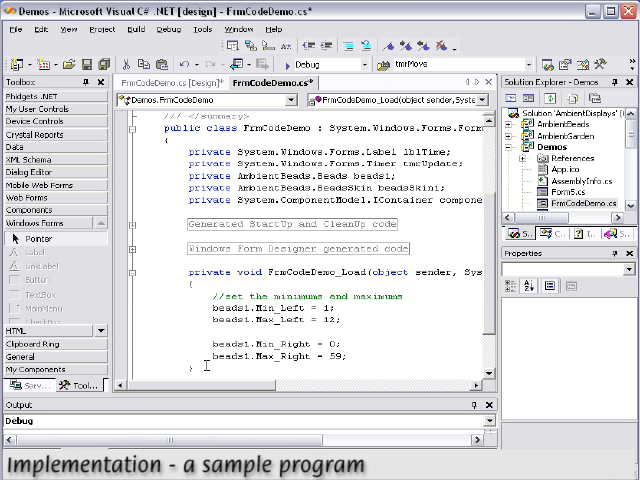 Demos - Microsoft Visual C# .NET [design] - FrmCodeDemo.cs*
File Edit View Project Build Debug Tools Window Help
Debug tmrMove
Toolbox
Phidgets .NET
My User Controls
Device Controls
Crystal Reports
Data
XML Schema
Dialog Editor
Mobile Web Forms
Web Forms
Components
Windows Forms
Pointer
Label
LinkLabel
Button
TextBox
MainMenu
CheckBox
HTML
Clipboard Ring
General
My Components
Serv... Tool...
FrmCodeDemo.cs [Design]* FrmCodeDemo.cs*
Demos.FrmCodeDemo FrmCodeDemo_Load(object sender,Syste
/// </summary>
public class FrmCodeDemo : System.Windows.Forms.Form
{
private System.Windows.Forms.Label lblTime;
private System.Windows.Forms.Timer tmrUpdate;
private AmbientBeads.Beads beads1;
private AmbientBeads.BeadsSkin beadsSkin1;
private System.ComponentModel.IContainer compone
Generated StartUp and CleanUp code
Windows Form Designer generated code
private void FrmCodeDemo_Load(object sender, Sys
{
//set the minimums and maximums
beads1.Min_Left = 1;
beads1.Max_Left = 12;
beads1.Min_Right = 0;
beads1.Max_Right = 59;
}
Solution Explorer - Demos
Solution 'AmbientDisplays'
AmbientBeads
AmbientGarden
Demos
References
App.ico
AssemblyInfo.cs
Form5.cs
FrmCodeDemo.cs
S... C... I...
Properties
Output
Debug
Implementation - a sample program